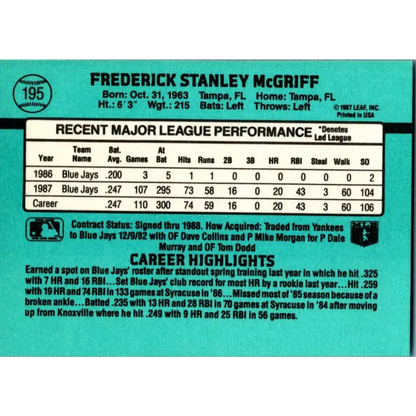 195
FREDERICK STANLEY McGRIFF
Born: Oct. 31, 1963 Tampa, FL Home: Tampa, FL
Ht.: 6'3" Wgt.: 215 Bats: Left Throws: Left
©1987 LEAF, INC.
Printed in USA
RECENT MAJOR LEAGUE PERFORMANCE *Denotes Led League
Year Team Name Bat. Avg. Games At Bat Hits Runs 2B 3B HR RBI Steal Walk SO
1986 Blue Jays .200 3 5 1 1 0 0 0 0 0 0 2
1987 Blue Jays .247 107 295 73 58 16 0 20 43 3 60 104
Career .247 110 300 74 59 16 0 20 43 3 60 106
Contract Status: Signed thru 1988. How Acquired: Traded from Yankees
to Blue Jays 12/9/82 with OF Dave Collins and P Mike Morgan for P Dale
Murray and OF Tom Dodd
CAREER HIGHLIGHTS
Earned a spot on Blue Jays' roster after standout spring training last year in which he hit .325
with 7 HR and 16 RBI...Set Blue Jays' club record for most HR by a rookie last year...Hit .259
with 19 HR and 74 RBI in 133 games at Syracuse in '86...Missed most of '85 season because of a
broken ankle...Batted .235 with 13 HR and 28 RBI in 70 games at Syracuse in '84 after moving
up from Knoxville where he hit .249 with 9 HR and 25 RBI in 56 games.